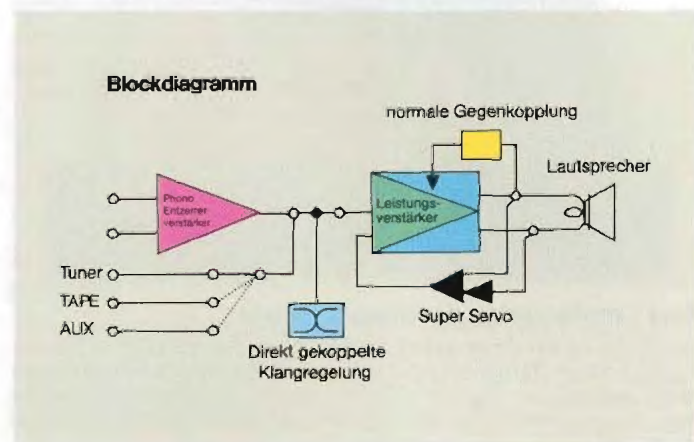 Blockdiagramm
normale Gegenkopplung
Lautsprecher
Phono
Entzerrer
verstärker
Leistungs-
verstärker
Tuner
TAPE
AUX
Super Servo
Direkt gekoppelte
Klangregelung